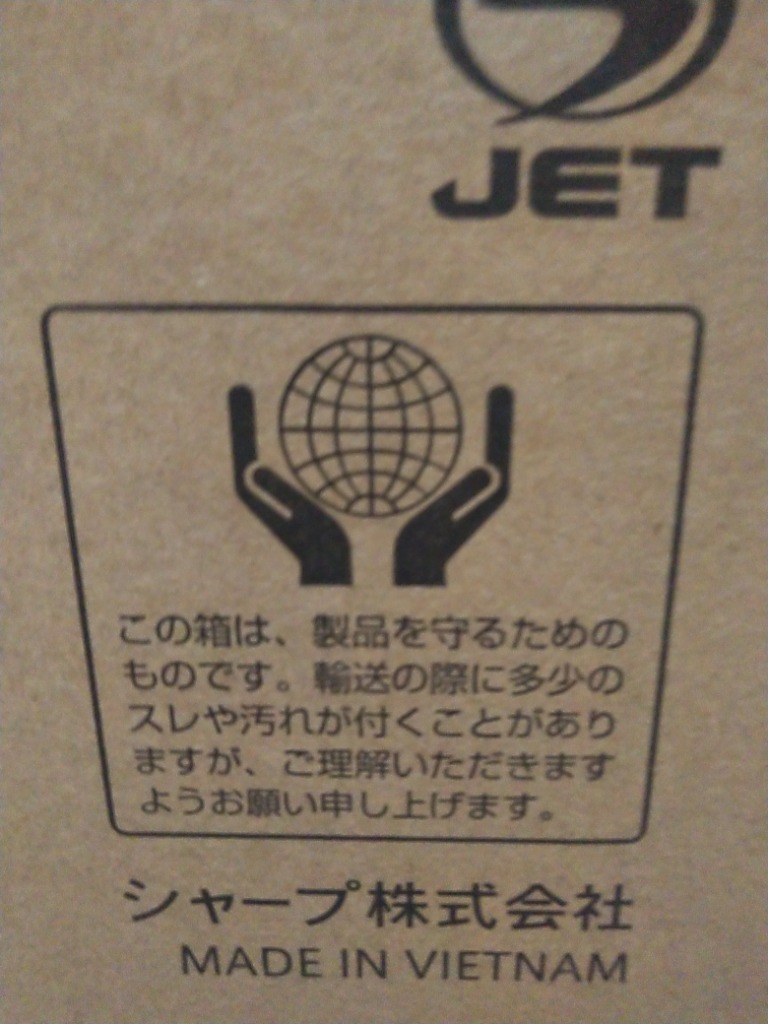 JET
この箱は、製品を守るための
ものです。輸送の際に多少の
スレや汚れが付くことがあり
ますが、ご理解いただきます
ようお願い申し上げます。
シャープ株式会社
MADE IN VIETNAM